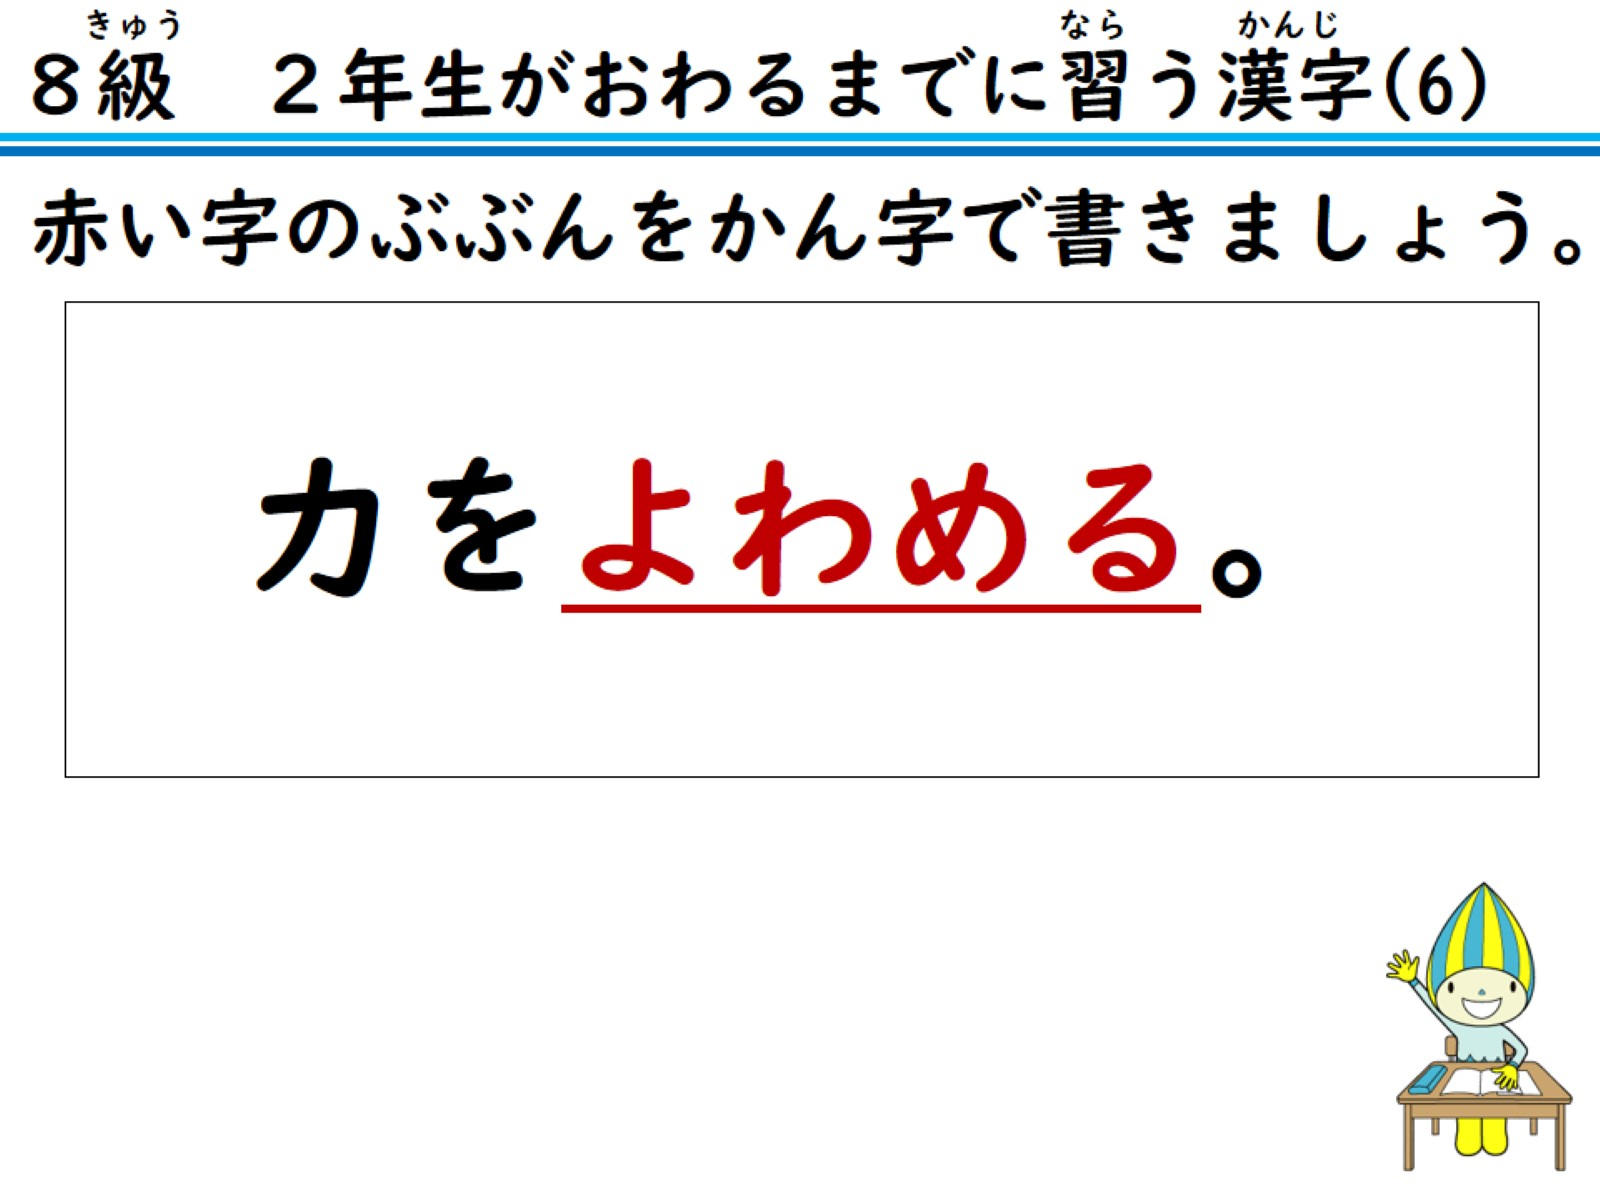 きゅう なら かんじ
８級　２年生がおわるまでに習う漢字(6)
赤い字のぶぶんをかん字で書きましょう。
力をよわめる。